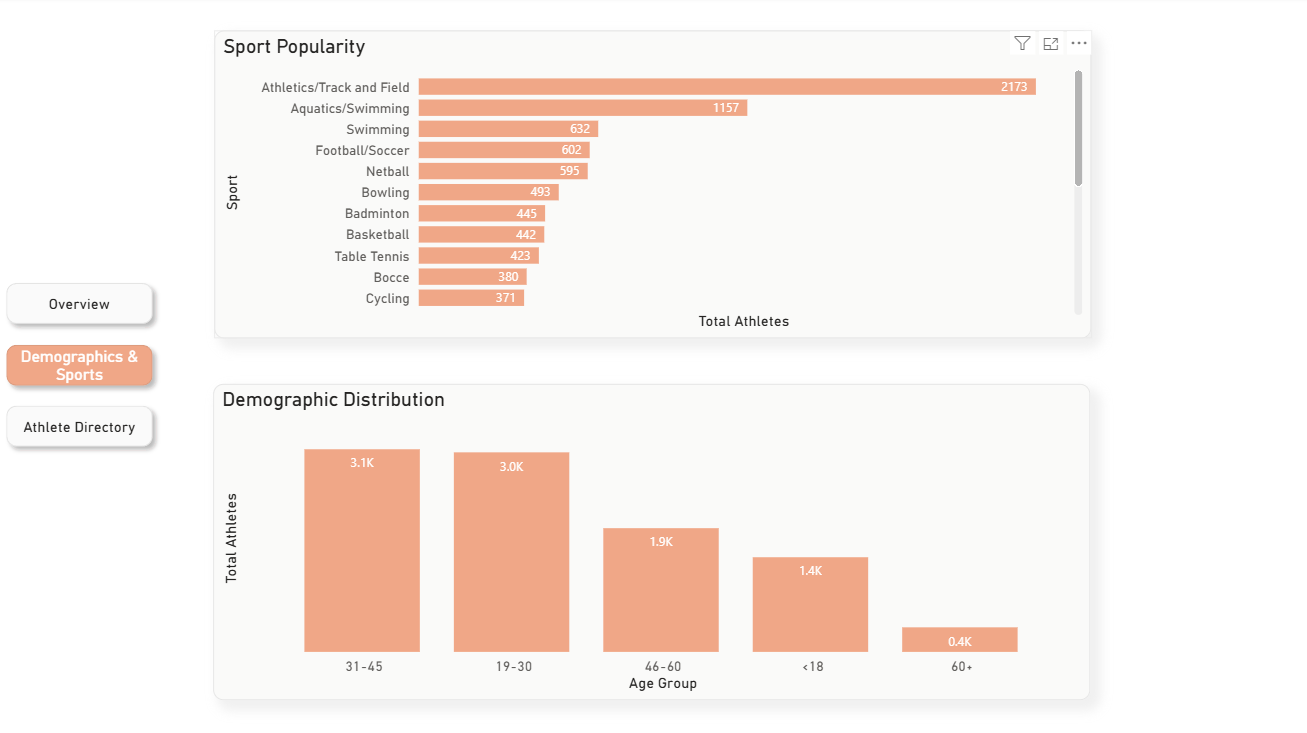 Sport Popularity
Sport
Athletics/Track and Field 2173
Aquatics/Swimming 1157
Swimming 632
Football/Soccer 602
Netball 595
Bowling 493
Badminton 445
Basketball 442
Table Tennis 423
Bocce 380
Cycling 371
Total Athletes
Overview
Demographics &
Sports
Athlete Directory
Demographic Distribution
Total Athletes
3.1K 3.0K 1.9K 1.4K 0.4K
31-45 19-30 46-60 <18 60+
Age Group